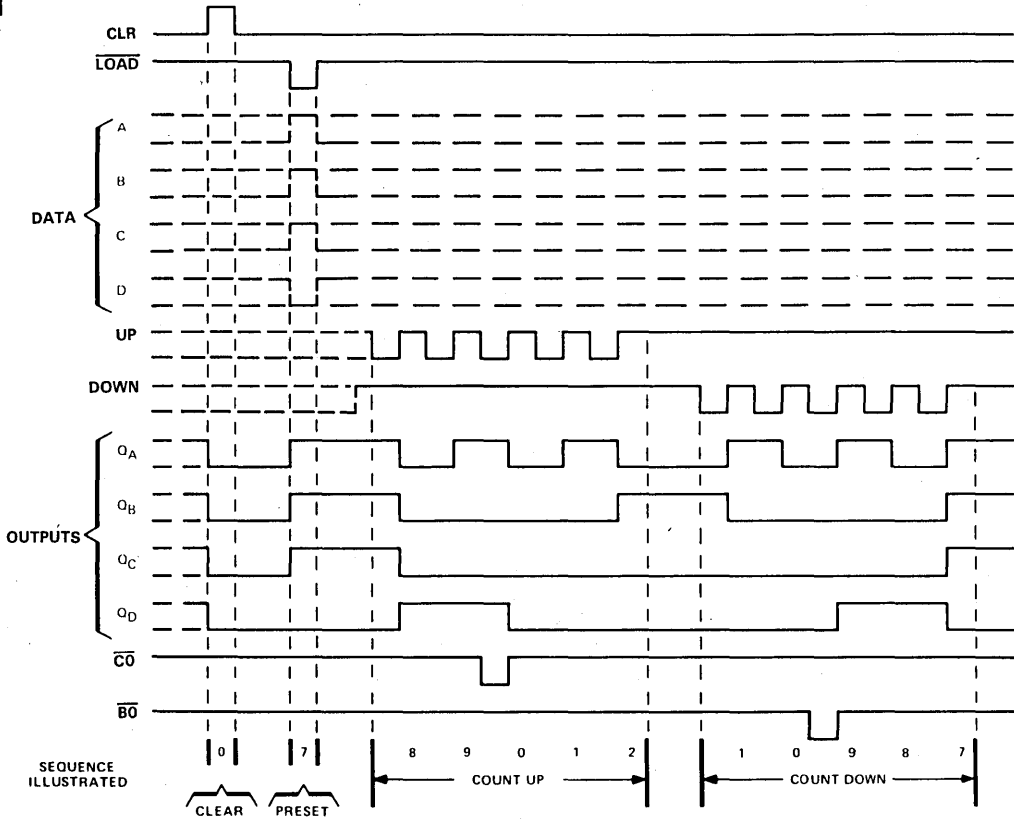 CLR
LOAD
A
B
DATA
C
D
UP
DOWN
QA
QB
OUTPUTS
QC
QD
CO
BO
SEQUENCE
ILLUSTRATED
0 7 8 9 0 1 2 1 0 9 8 7
COUNT UP COUNT DOWN
CLEAR PRESET